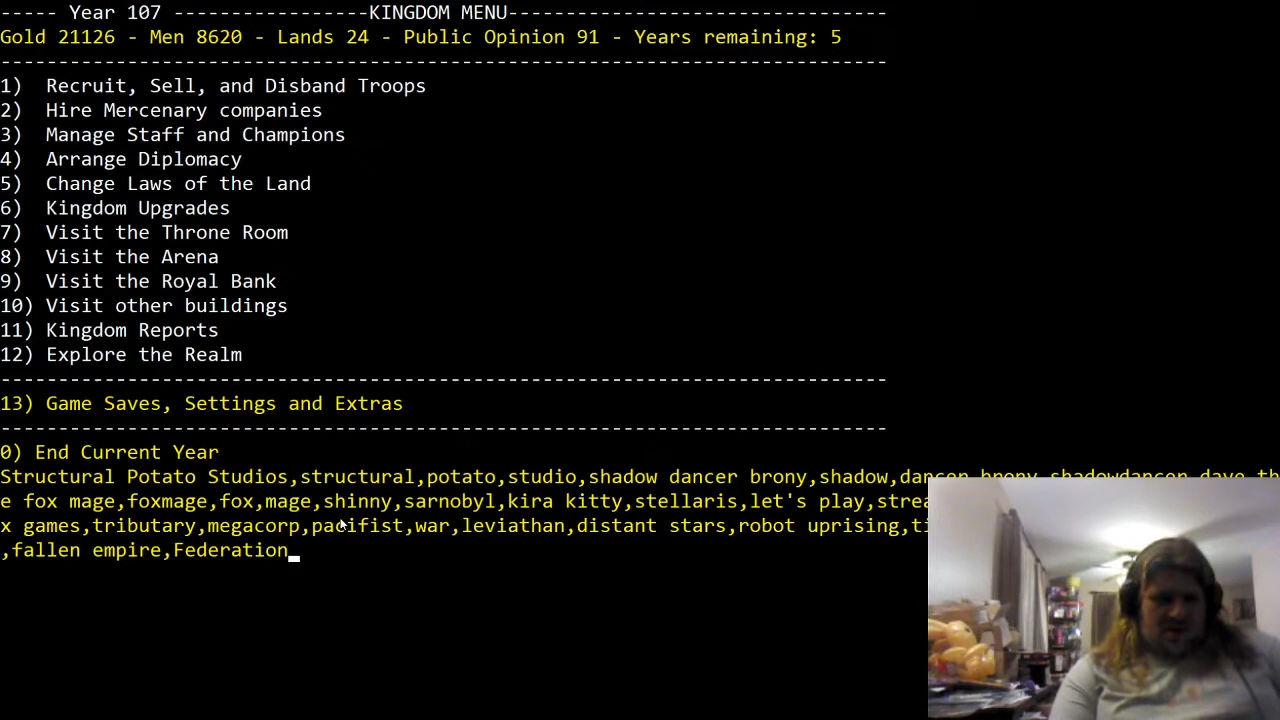 ----- Year 107 -----------------KINGDOM MENU---------------------------------
Gold 21126 - Men 8620 - Lands 24 - Public Opinion 91 - Years remaining: 5
-----------------------------------------------------------------------------
1) Recruit, Sell, and Disband Troops
2) Hire Mercenary companies
3) Manage Staff and Champions
4) Arrange Diplomacy
5) Change Laws of the Land
6) Kingdom Upgrades
7) Visit the Throne Room
8) Visit the Arena
9) Visit the Royal Bank
10) Visit other buildings
11) Kingdom Reports
12) Explore the Realm
-----------------------------------------------------------------------------
13) Game Saves, Settings and Extras
-----------------------------------------------------------------------------
0) End Current Year
Structural Potato Studios,structural,potato,studio,shadow dancer brony,shadow,dancer,brony,shadowdancer,dave,th
e fox mage,foxmage,fox,mage,shinny,sarnobyl,kira kitty,stellaris,let's play,
x games,tributary,megacorp,pacifist,war,leviathan,distant stars,robot uprising,
,fallen empire,Federation